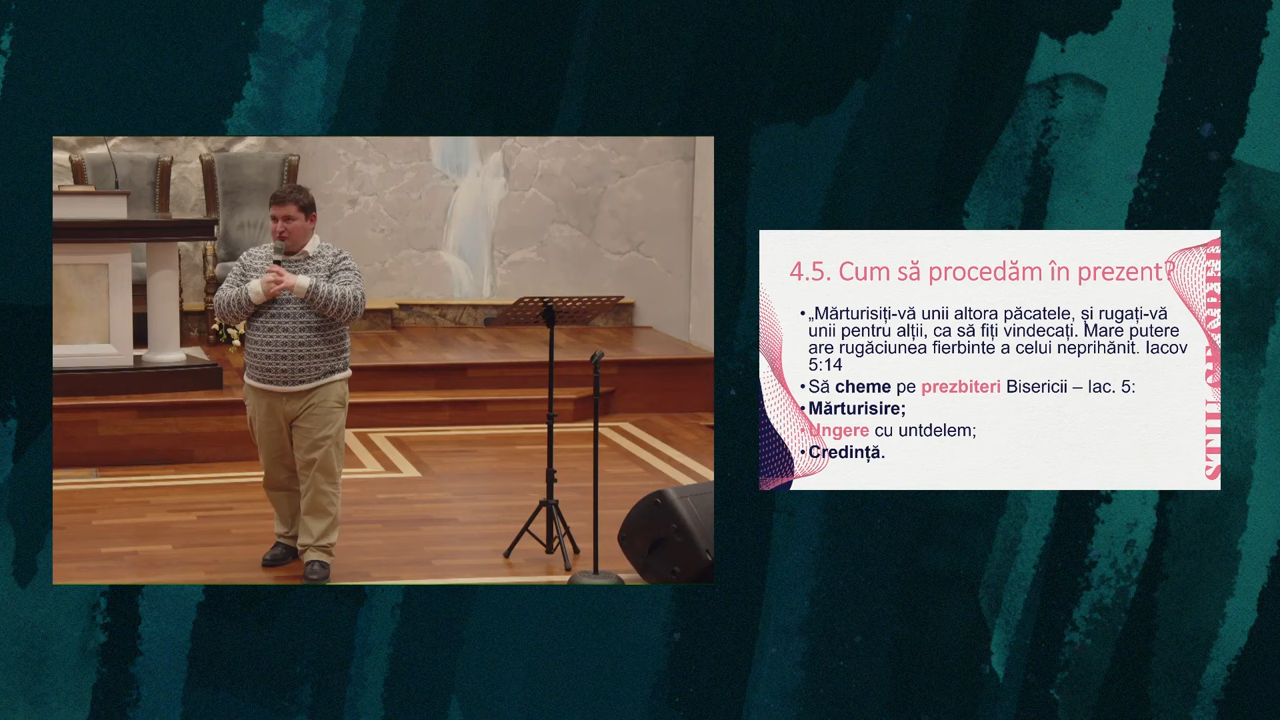 4.5. Cum să procedăm în prezent?
• „Mărturisiți-vă unii altora păcatele, și rugați-vă
unii pentru alții, ca să fiți vindecați. Mare putere
are rugăciunea fierbinte a celui neprihănit. Iacov
5:14
• Să cheme pe prezbiteri Bisericii – Iac. 5:
• Mărturisire;
• Ungere cu untdelem;
• Credință.